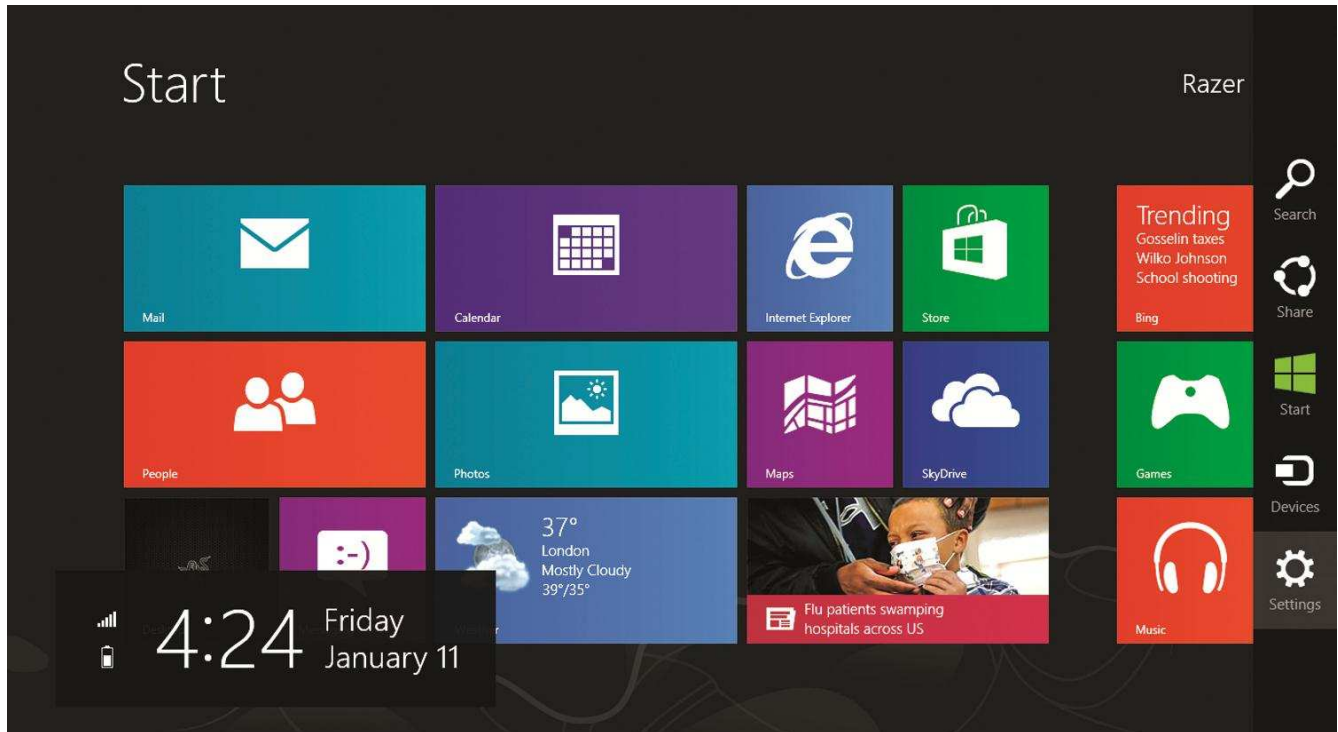 Start
Razer
Mail
Calendar
Internet Explorer
Store
Trending
Gosselin taxes
Wilko Johnson
School shooting
Bing
People
Photos
Maps
SkyDrive
Games
37°
London
Mostly Cloudy
39°/35°
:-)
Flu patients swamping
hospitals across US
Music
4:24
Friday
January 11
Search
Share
Start
Devices
Settings